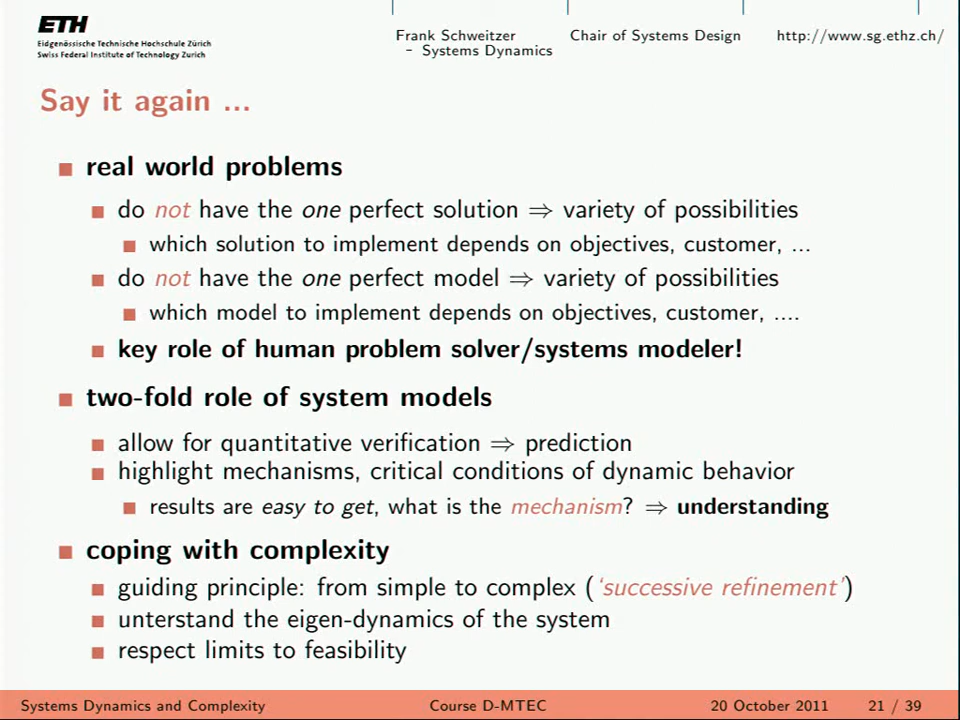 ETH
Eidgenössische Technische Hochschule Zürich
Swiss Federal Institute of Technology Zurich
Frank Schweitzer
– Systems Dynamics
Chair of Systems Design
http://www.sg.ethz.ch/
Say it again ...
real world problems
do not have the one perfect solution ⇒ variety of possibilities
which solution to implement depends on objectives, customer, ...
do not have the one perfect model ⇒ variety of possibilities
which model to implement depends on objectives, customer, ....
key role of human problem solver/systems modeler!
two-fold role of system models
allow for quantitative verification ⇒ prediction
highlight mechanisms, critical conditions of dynamic behavior
results are easy to get, what is the mechanism? ⇒ understanding
coping with complexity
guiding principle: from simple to complex (‘successive refinement’)
unterstand the eigen-dynamics of the system
respect limits to feasibility
Systems Dynamics and Complexity
Course D-MTEC
20 October 2011
21 / 39